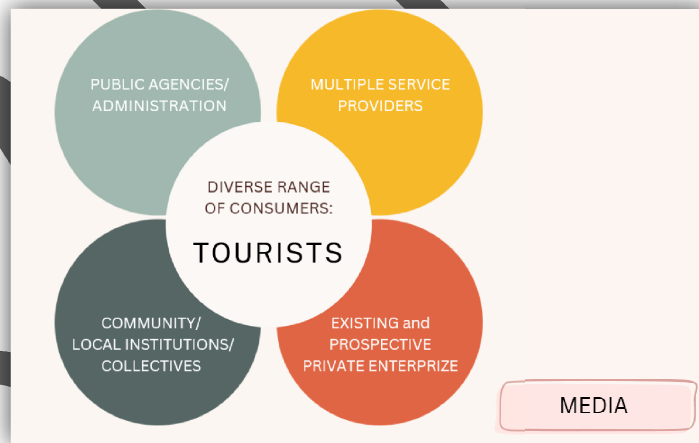 PUBLIC AGENCIES/
ADMINISTRATION
MULTIPLE SERVICE
PROVIDERS
DIVERSE RANGE
OF CONSUMERS:
TOURISTS
COMMUNITY/
LOCAL INSTITUTIONS/
COLLECTIVES
EXISTING and
PROSPECTIVE
PRIVATE ENTERPRIZE
MEDIA